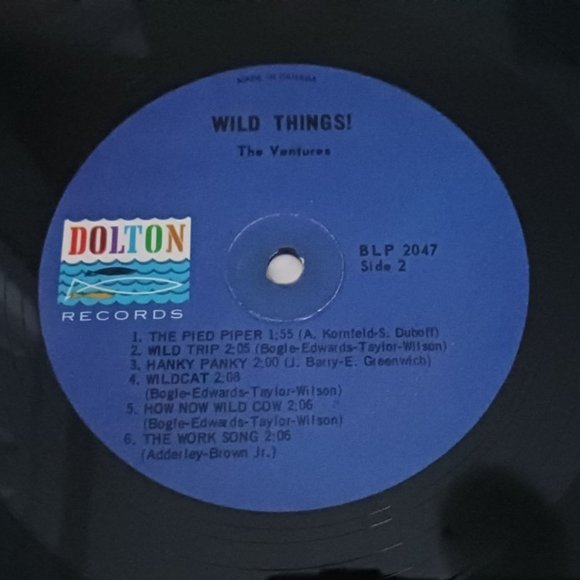 MADE IN CANADA
WILD THINGS!
The Ventures
DOLTON
RECORDS
BLP 2047
Side 2
1. THE PIED PIPER 1:55 (A. Kornfeld-S. Duboff)
2. WILD TRIP 2:05 (Bogle-Edwards-Taylor-Wilson)
3. HANKY PANKY 2:00 (J. Barry-E. Greenwich)
4. WILDCAT 2:08
(Bogle-Edwards-Taylor-Wilson)
5. HOW NOW WILD COW 2:06
(Bogle-Edwards-Taylor-Wilson)
6. THE WORK SONG 2:06
(Adderley-Brown Jr.)